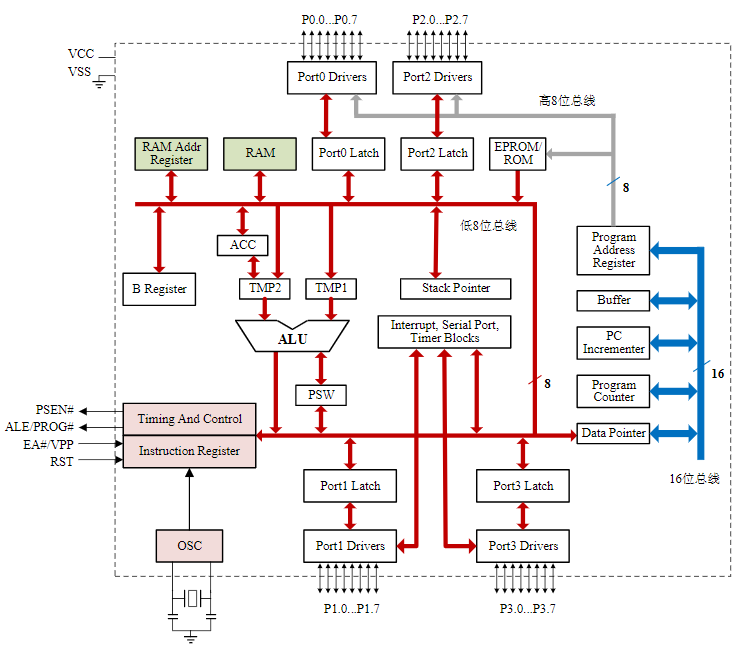 P0.0...P0.7
P2.0...P2.7
VCC
VSS
Port0 Drivers
Port2 Drivers
高8位总线
RAM Addr
Register
RAM
Port0 Latch
Port2 Latch
EPROM/
ROM
8
低8位总线
ACC
Program
Address
Register
B Register
TMP2
TMP1
Stack Pointer
Buffer
ALU
Interrupt, Serial Port,
Timer Blocks
PC
Incrementer
16
PSW
8
Program
Counter
PSEN#
ALE/PROG#
EA#/VPP
RST
Timing And Control
Instruction Register
Data Pointer
16位总线
Port1 Latch
Port3 Latch
OSC
Port1 Drivers
Port3 Drivers
P1.0...P1.7
P3.0...P3.7